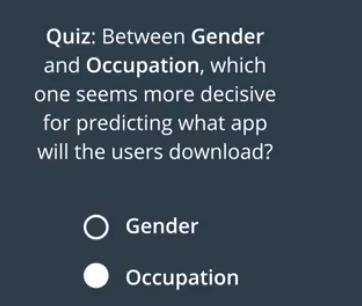 Quiz: Between Gender
and Occupation, which
one seems more decisive
for predicting what app
will the users download?
Gender
Occupation